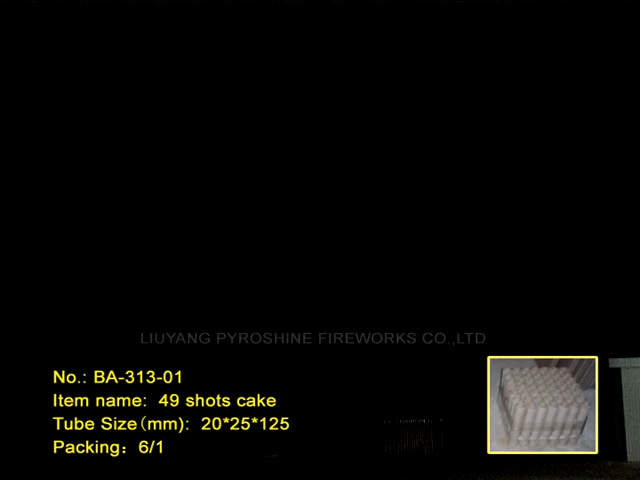 LIUYANG PYROSHINE FIREWORKS CO.,LTD
No.: BA-313-01
Item name: 49 shots cake
Tube Size(mm): 20*25*125
Packing: 6/1